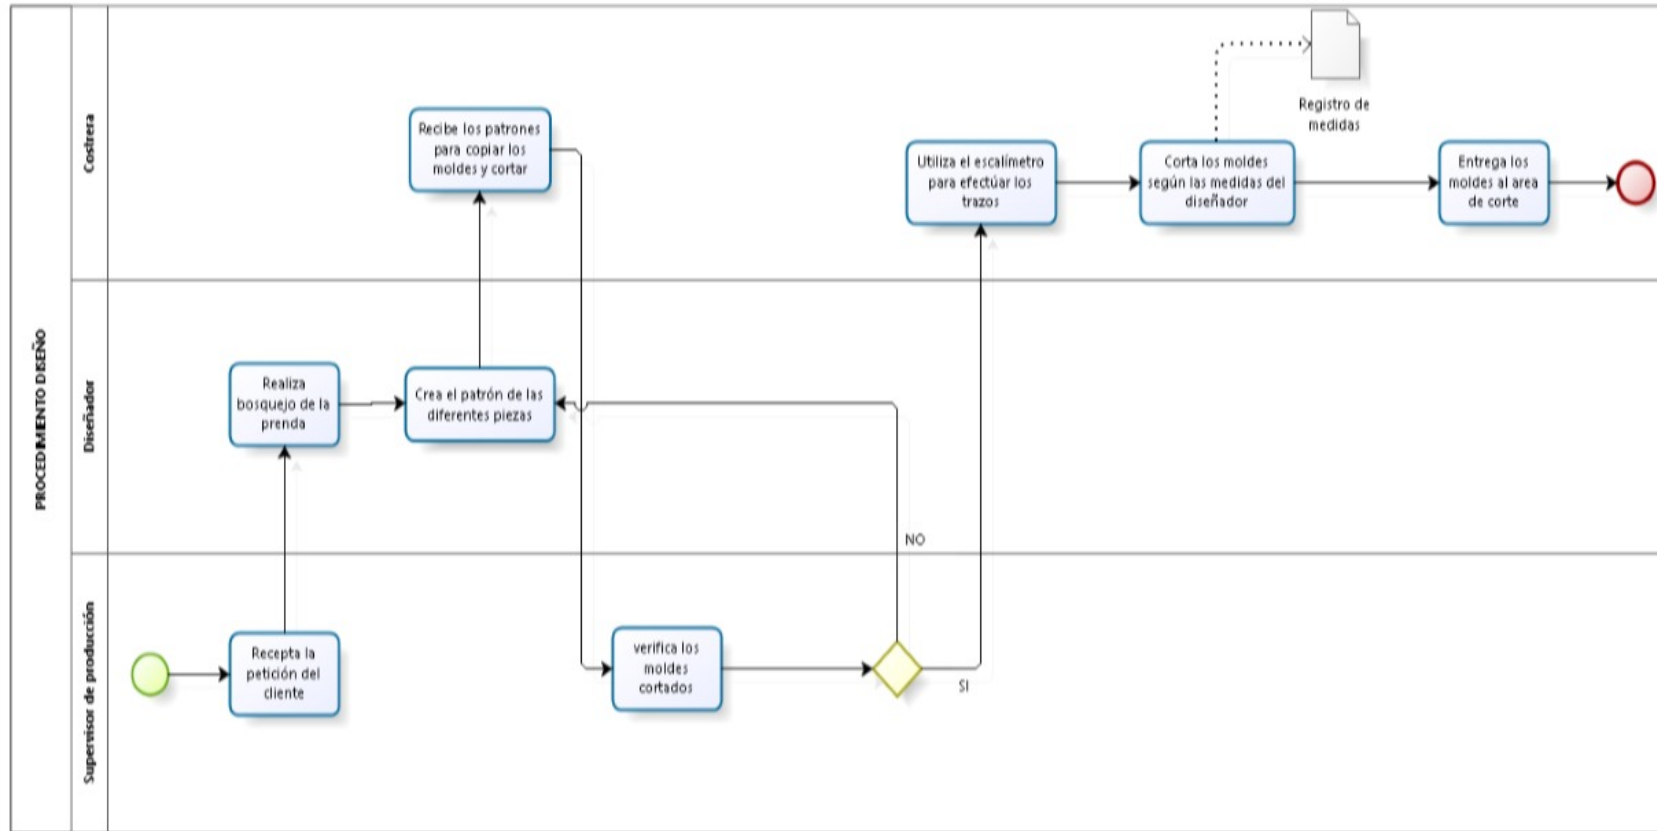 PROCEDIMIENTO DISEÑO
Costrera
Recibe los patrones
para copiar los
moldes y cortar
Utiliza el escalímetro
para efectúar los
trazos
Corta los moldes
según las medidas del
diseñador
Registro de
medidas
Entrega los
moldes al area
de corte
Diseñador
Realiza
bosquejo de la
prenda
Crea el patrón de las
diferentes piezas
NO
Supervisor de producción
Recepta la
petición del
cliente
verifica los
moldes
cortados
SI